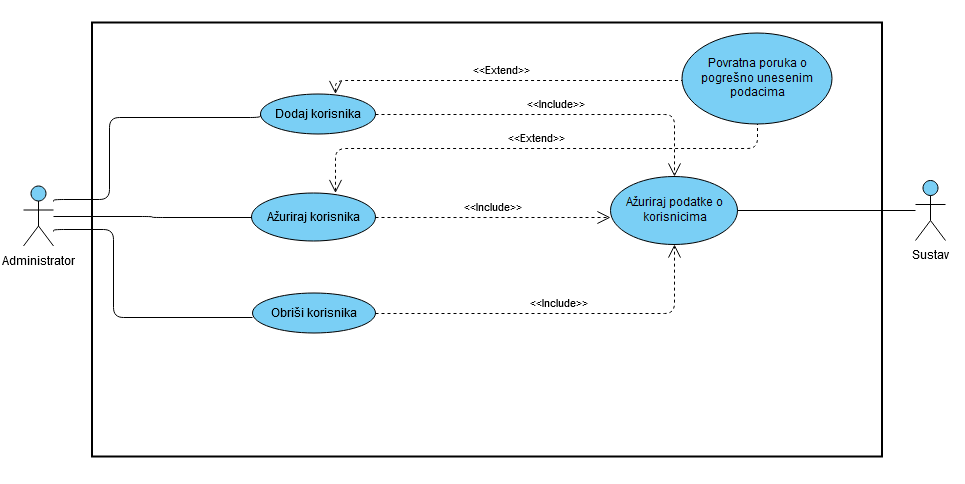 Povratna poruka o
pogrešno unesenim
podacima
<<Extend>>
<<Include>>
Dodaj korisnika
<<Extend>>
Ažuriraj korisnika
<<Include>>
Ažuriraj podatke o
korisnicima
Administrator
Sustav
<<Include>>
Obriši korisnika